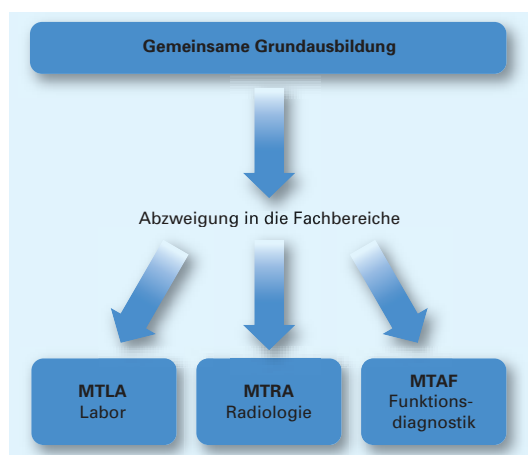 Gemeinsame Grundausbildung
Abzweigung in die Fachbereiche
MTLA
Labor
MTRA
Radiologie
MTAF
Funktions-
diagnostik